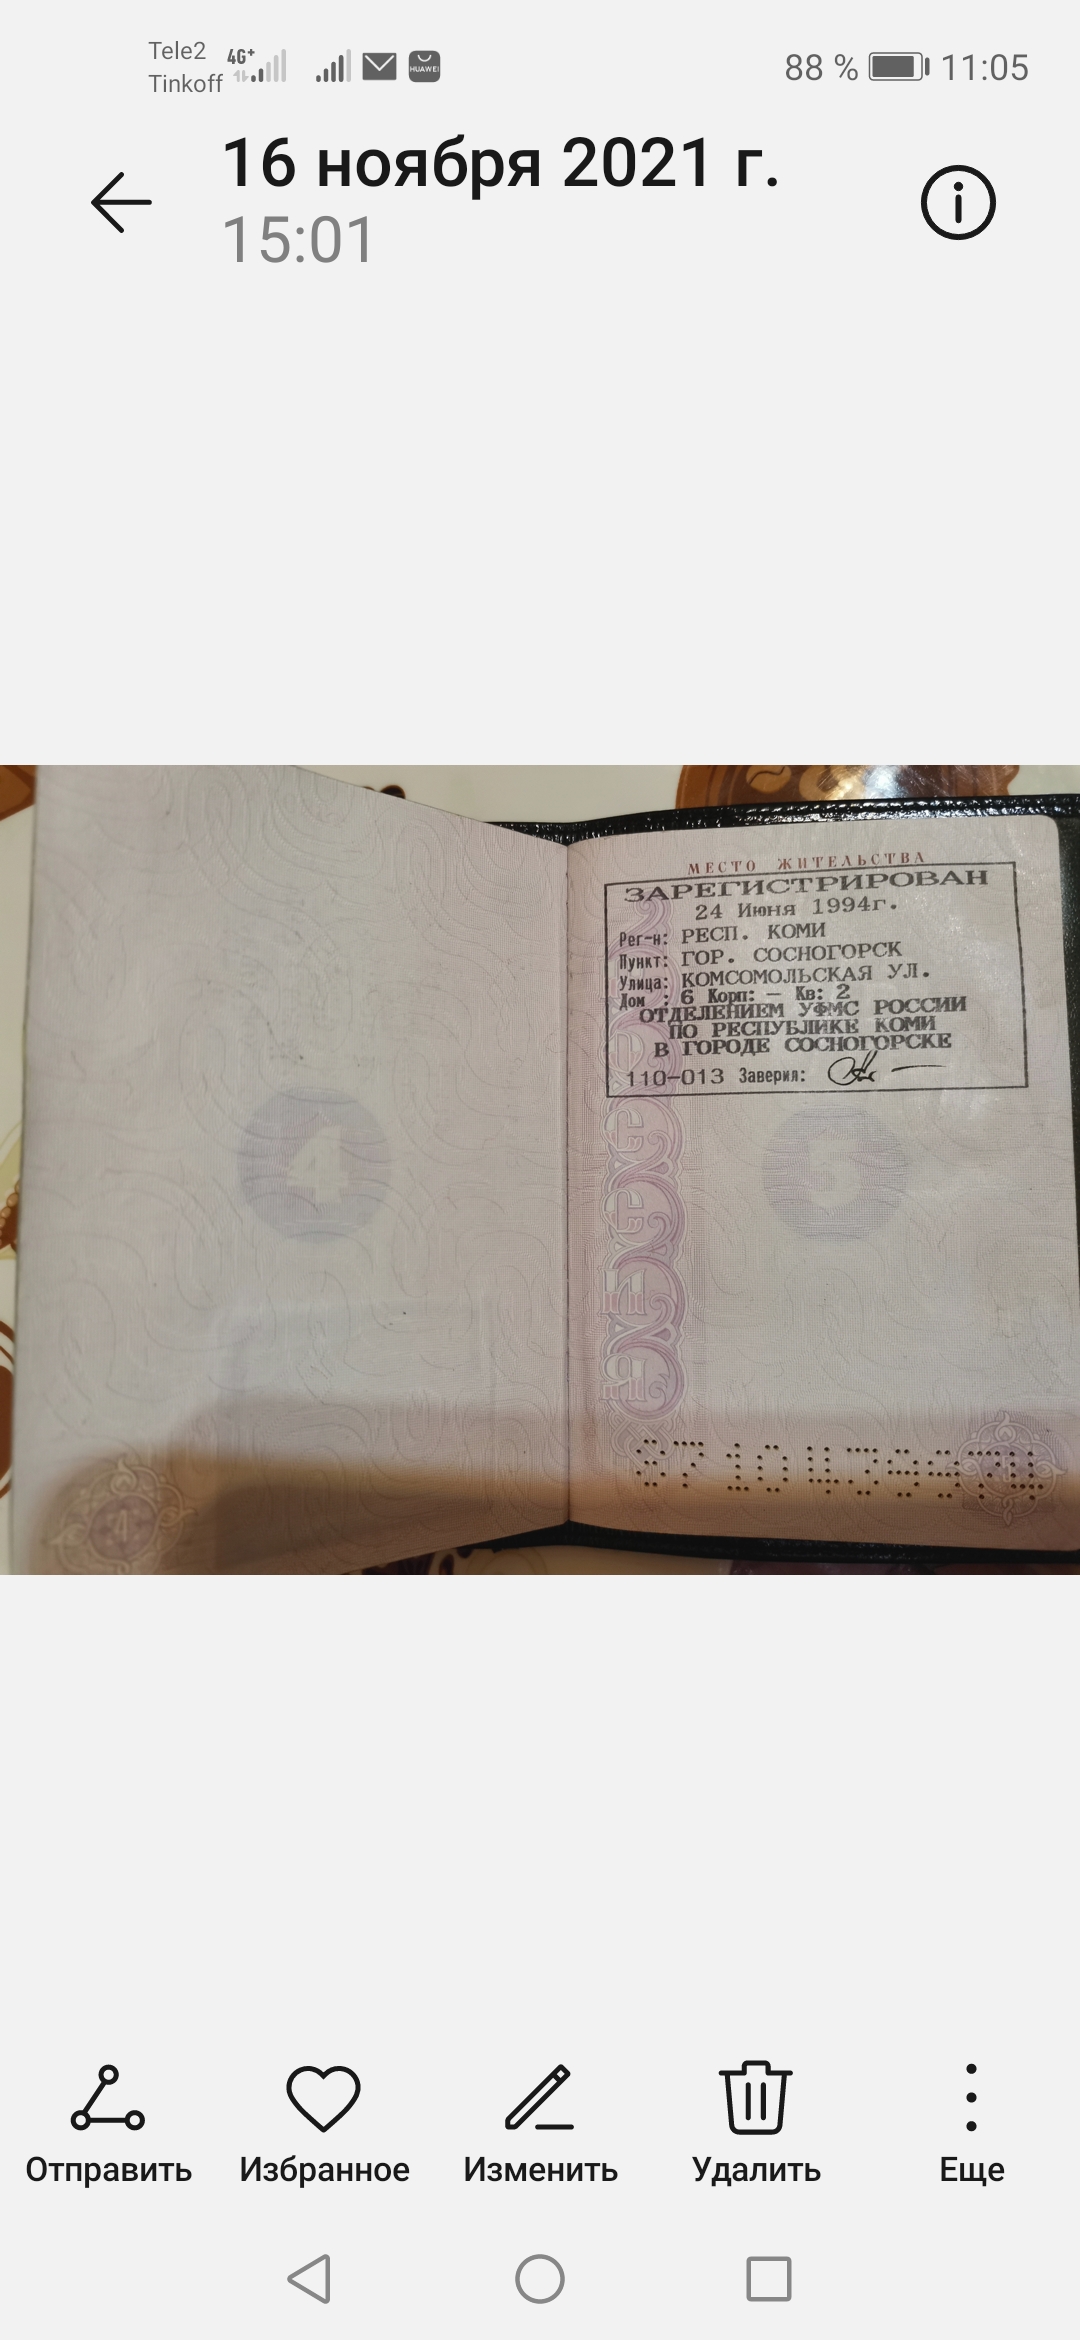 Tele2
Tinkoff
4G+
HUAWEI
88 %
11:05
16 ноября 2021 г.
15:01
МЕСТО ЖИТЕЛЬСТВА
ЗАРЕГИСТРИРОВАН
24 Июня 1994г.
Рег-н: РЕСП. КОМИ
Пункт: ГОР. СОСНОГОРСК
Улица: КОМСОМОЛЬСКАЯ УЛ.
Дом : 6 Корп: – Кв: 2
ОТДЕЛЕНИЕМ УФМС РОССИИ
ПО РЕСПУБЛИКЕ КОМИ
В ГОРОДЕ СОСНОГОРСКЕ
110-013 Заверил:
4
5
Отправить
Избранное
Изменить
Удалить
Еще